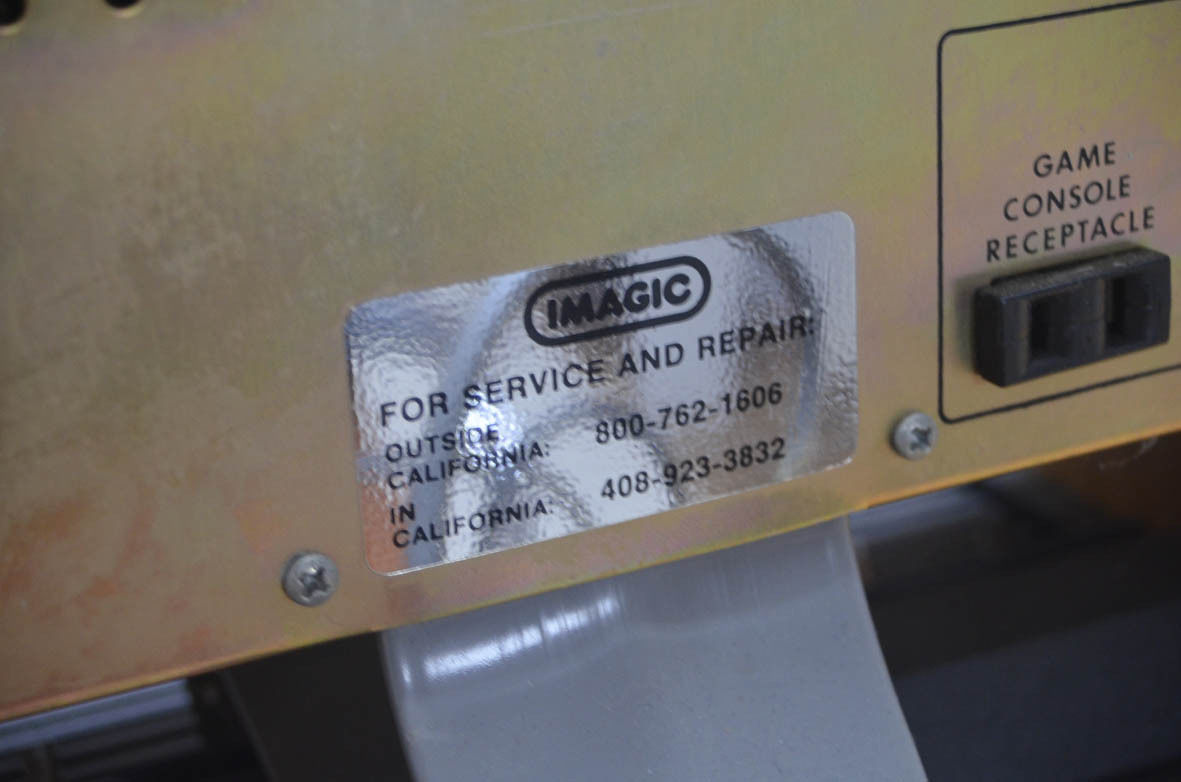 IMAGIC
FOR SERVICE AND REPAIR:
OUTSIDE
CALIFORNIA: 800-762-1606
IN
CALIFORNIA: 408-923-3832
GAME
CONSOLE
RECEPTACLE